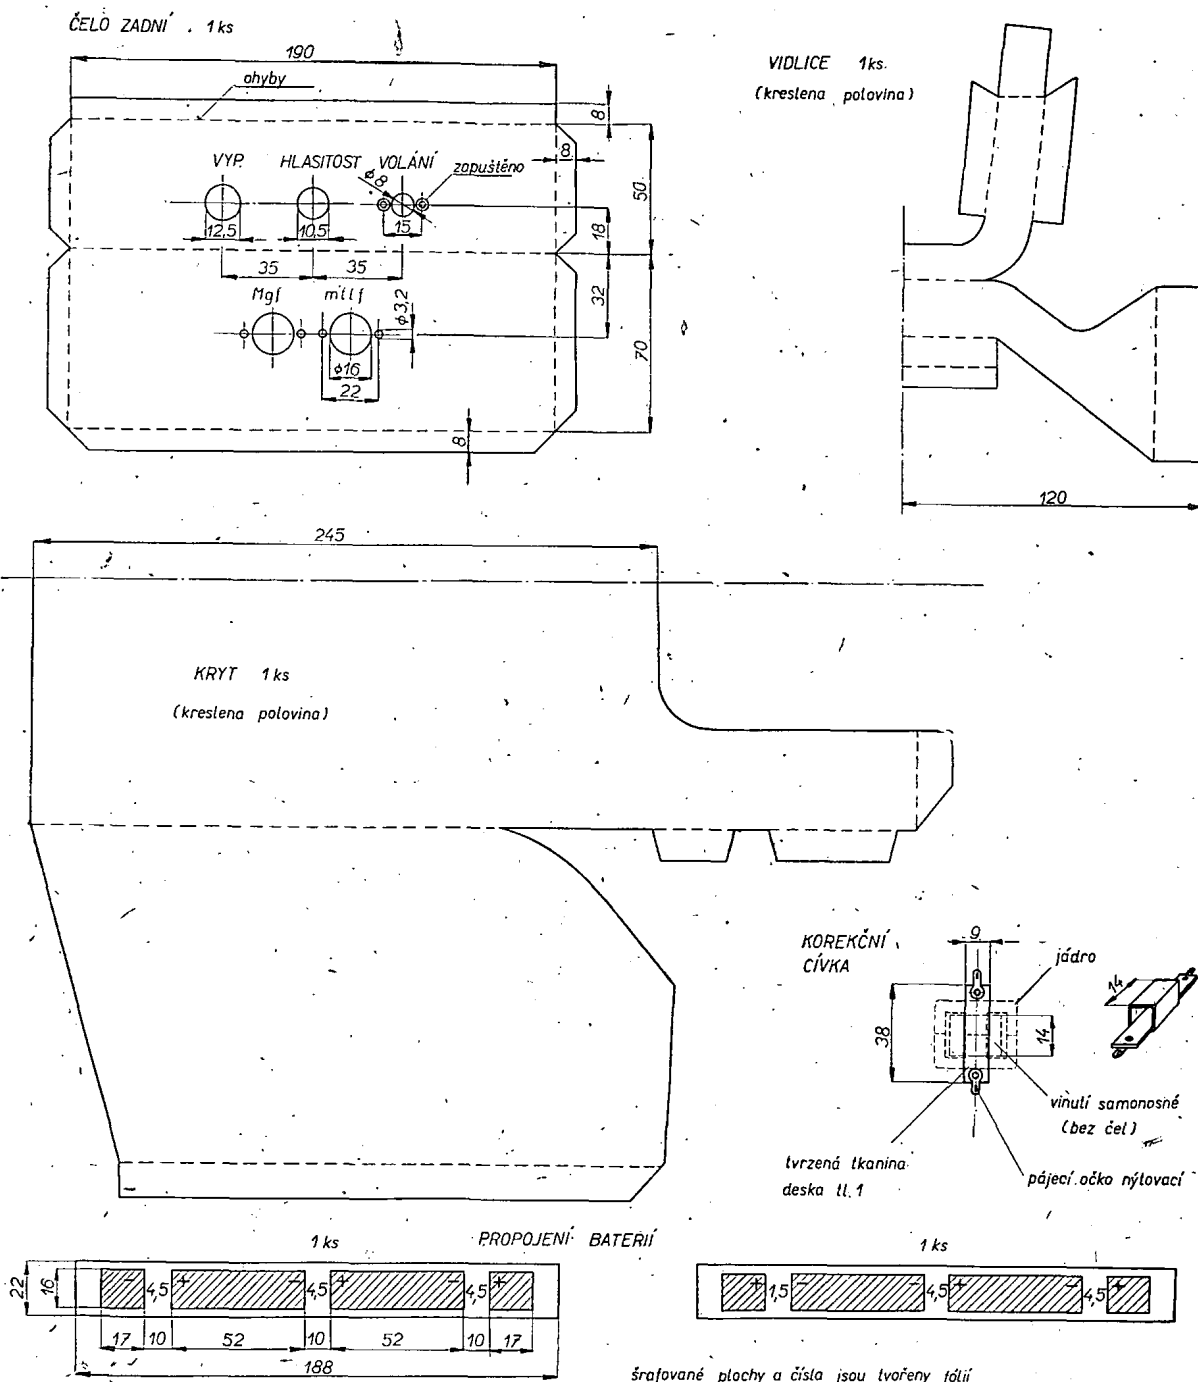 ČELO ZADNÍ . 1 ks
190
ohyby
8
8
VYP. HLASITOST VOLÁNÍ
ϕ 8
zapuštěno
50
12,5
10,5
15
18
35
35
Mgf
ϕ3,2
32
70
ϕ16
22
8
VIDLICE 1ks.
(kreslena polovina)
120
245
KRYT 1 ks
(kreslena polovina)
KOREKČNÍ
CÍVKA
9
jádro
14
38
14
vinutí samonosné
(bez čel)
tvrzená tkanina
deska tl. 1
pájecí očko nýtovací
PROPOJENÍ BATERIÍ
1 ks
1 ks
22
16
- 4,5 + - 4,5 + - 4,5 +
+ 1,5 - 4,5 + - 4,5 +
17 10 52 10 52 10 17
188
šrafované plochy a čísla jsou tvořeny fólií